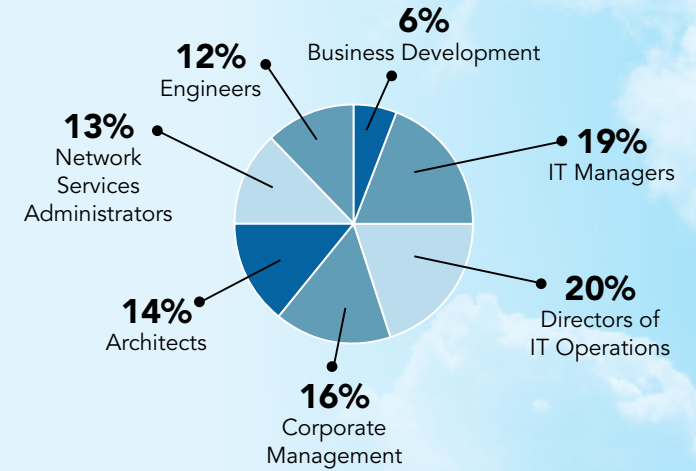 6%
Business Development
12%
Engineers
19%
IT Managers
13%
Network
Services
Administrators
20%
Directors of
IT Operations
14%
Architects
16%
Corporate
Management